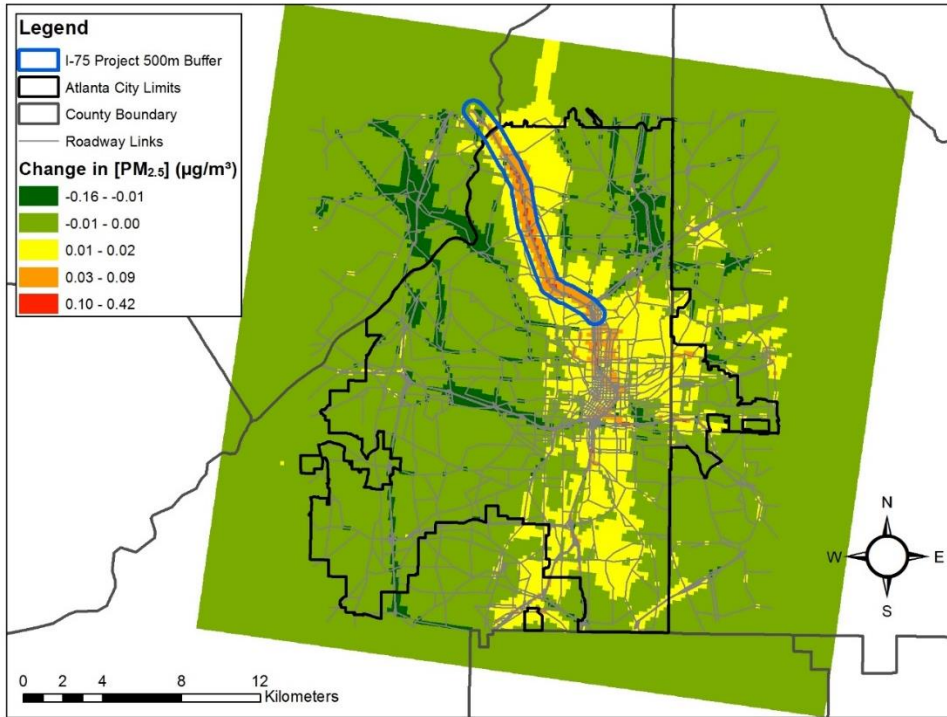 Legend
I-75 Project 500m Buffer
Atlanta City Limits
County Boundary
Roadway Links
Change in [PM2.5] (µg/m³)
-0.16 - -0.01
-0.01 - 0.00
0.01 - 0.02
0.03 - 0.09
0.10 - 0.42
N
W
E
S
0 2 4 8 12
Kilometers